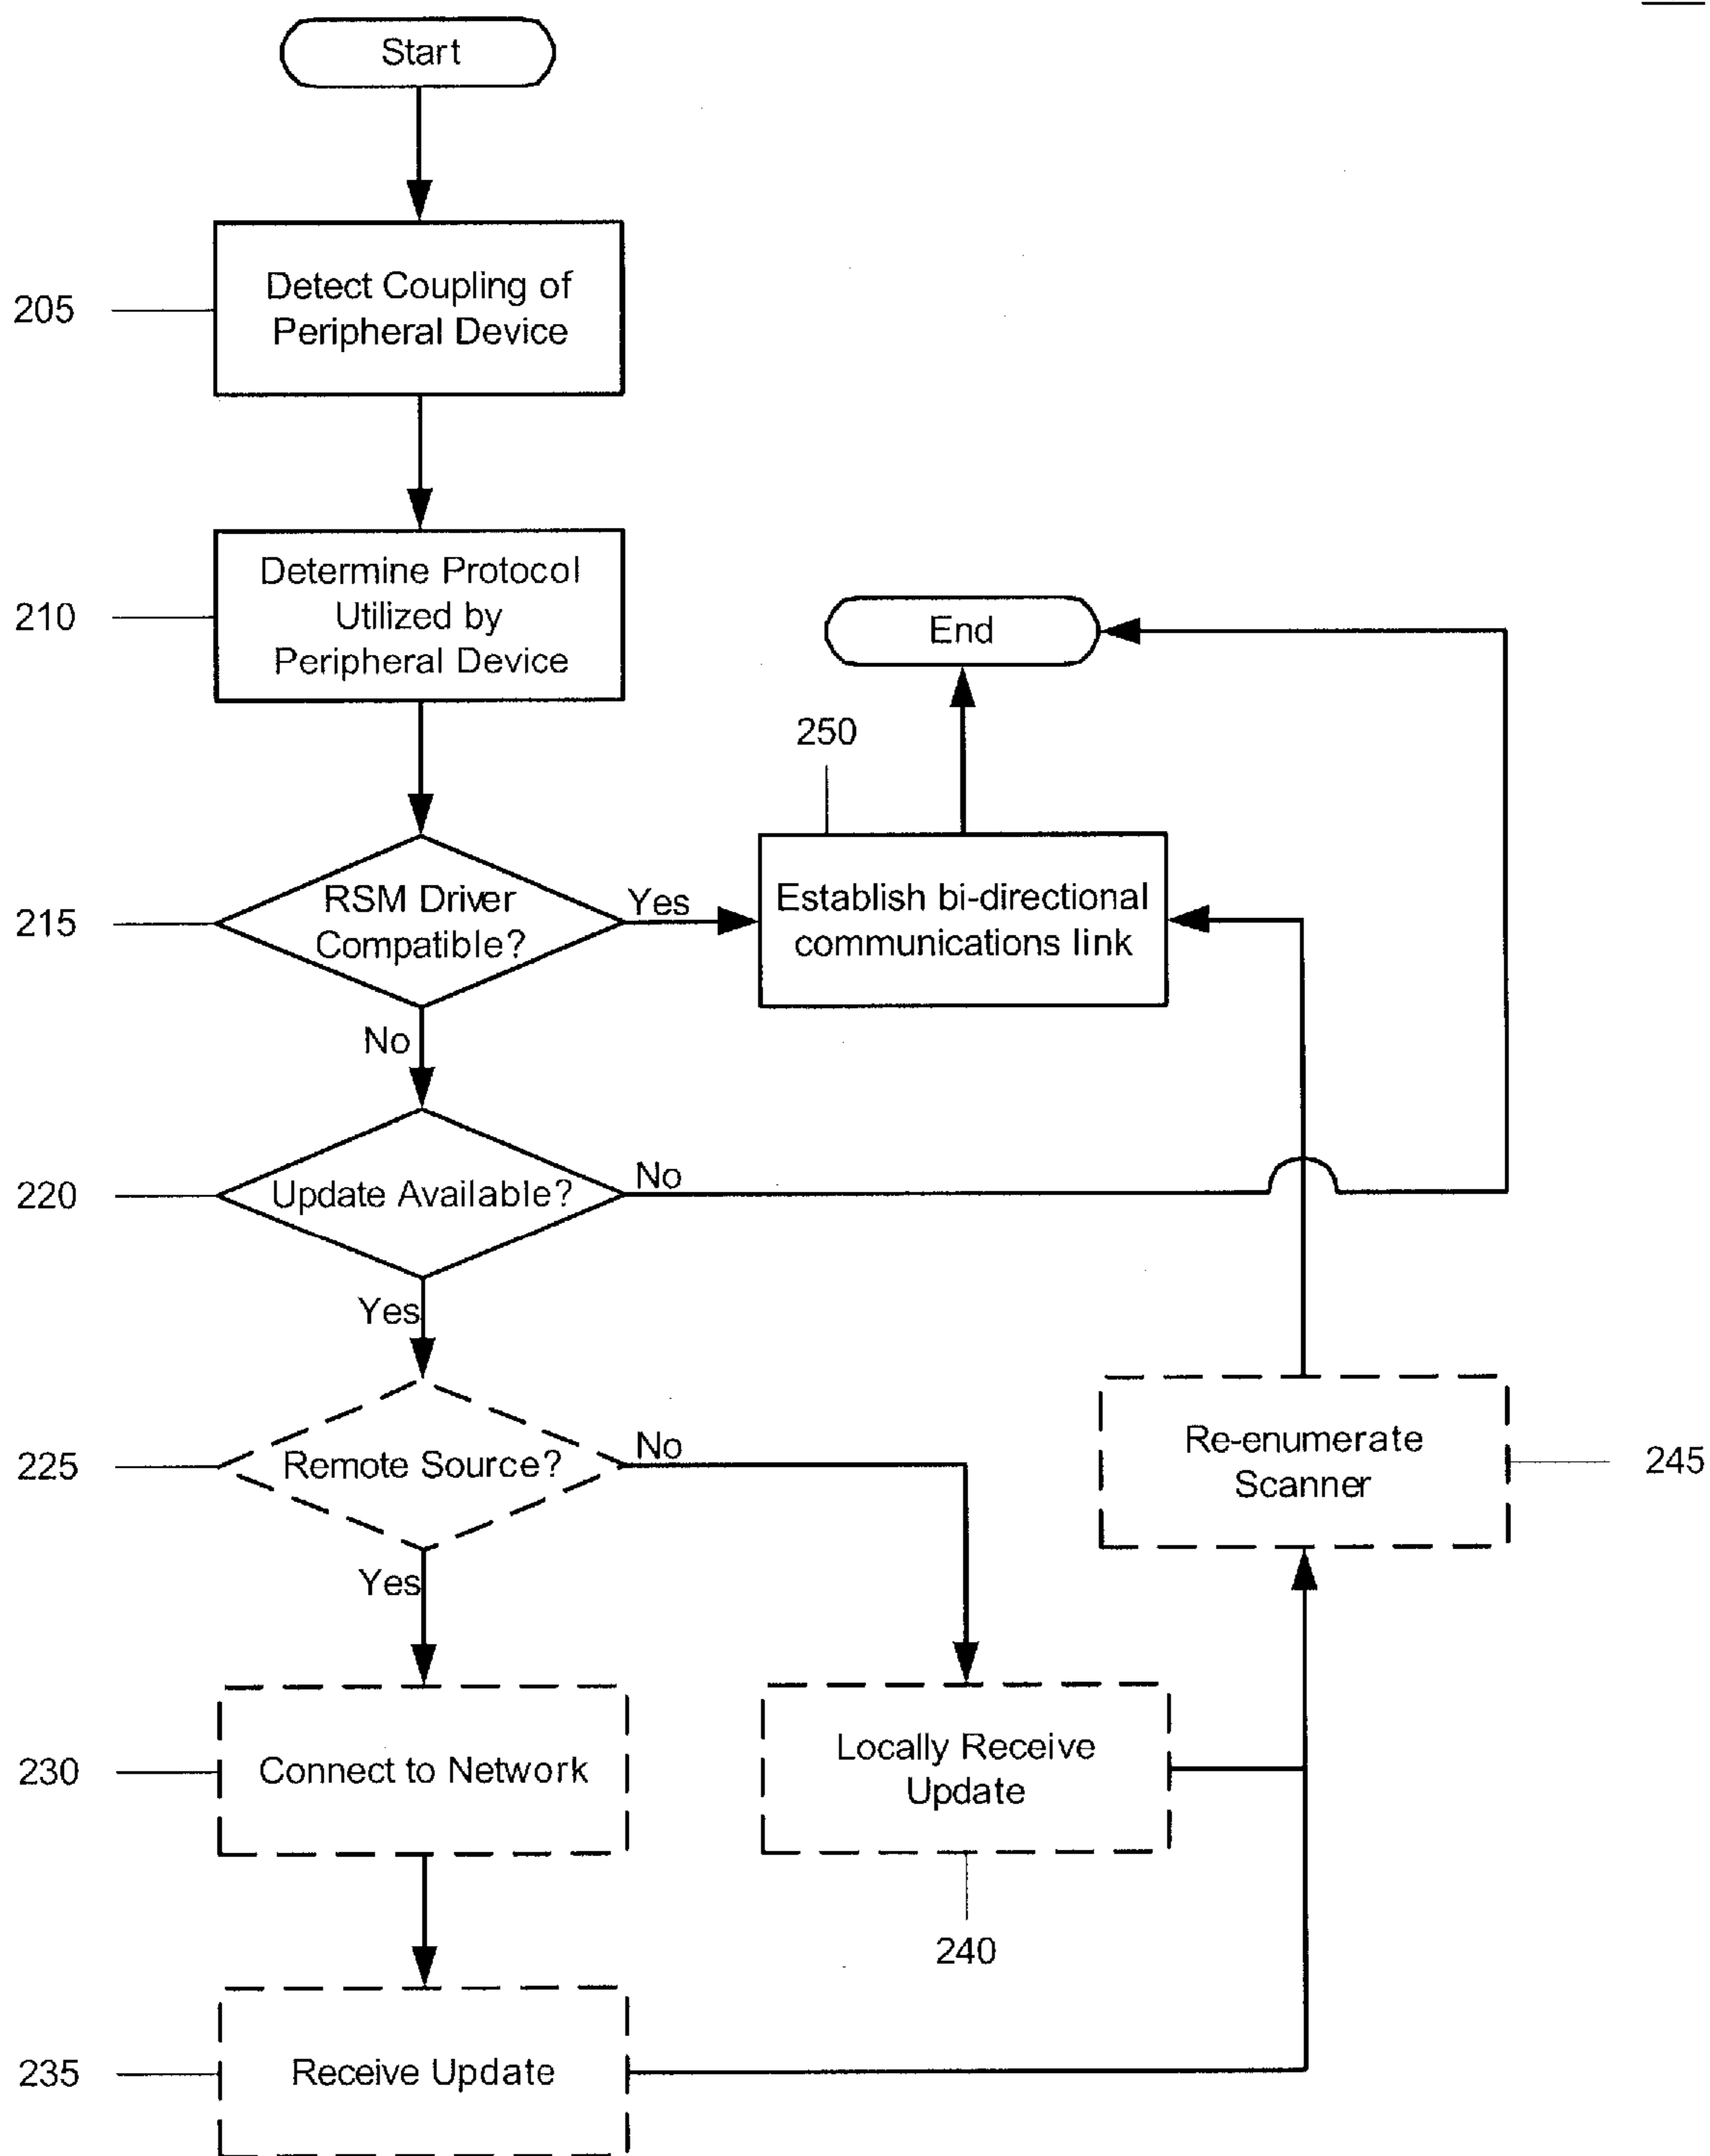 Start
205
Detect Coupling of
Peripheral Device
210
Determine Protocol
Utilized by
Peripheral Device
End
250
215
RSM Driver
Compatible?
Yes
Establish bi-directional
communications link
No
220
Update Available?
No
Yes
225
Remote Source?
No
Re-enumerate
Scanner
245
Yes
230
Connect to Network
Locally Receive
Update
240
235
Receive Update